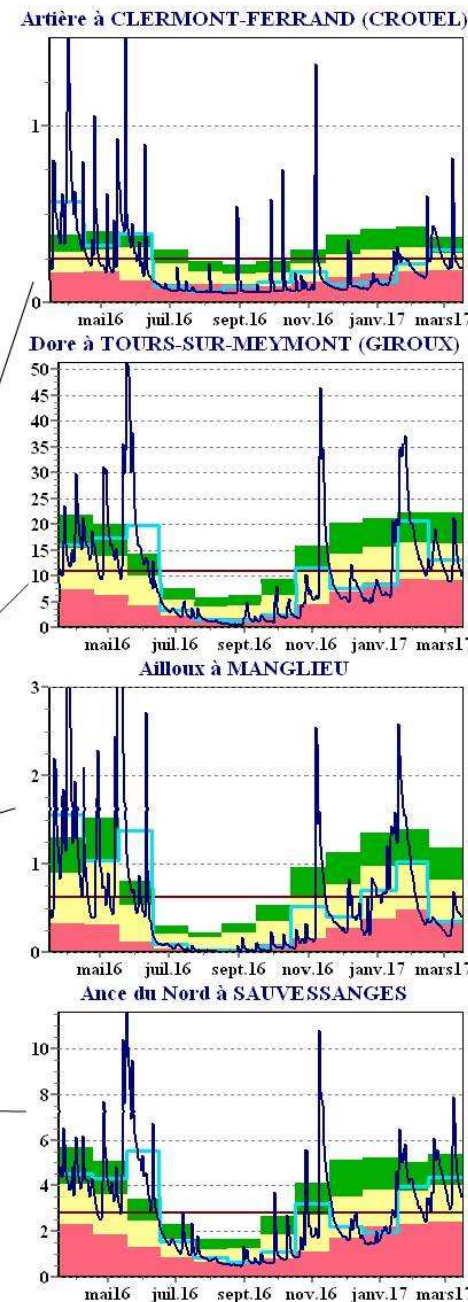 Artière à CLERMONT-FERRAND (CROUEL)
1
0
mai16 juil.16 sept.16 nov.16 janv.17 mars17
Dore à TOURS-SUR-MEYMONT (GIROUX)
50
45
40
35
30
25
20
15
10
5
0
mai16 juil.16 sept.16 nov.16 janv.17 mars17
Ailloux à MANGLIEU
3
2
1
0
mai16 juil.16 sept.16 nov.16 janv.17 mars17
Ance du Nord à SAUVESSANGES
10
8
6
4
2
0
mai16 juil.16 sept.16 nov.16 janv.17 mars1